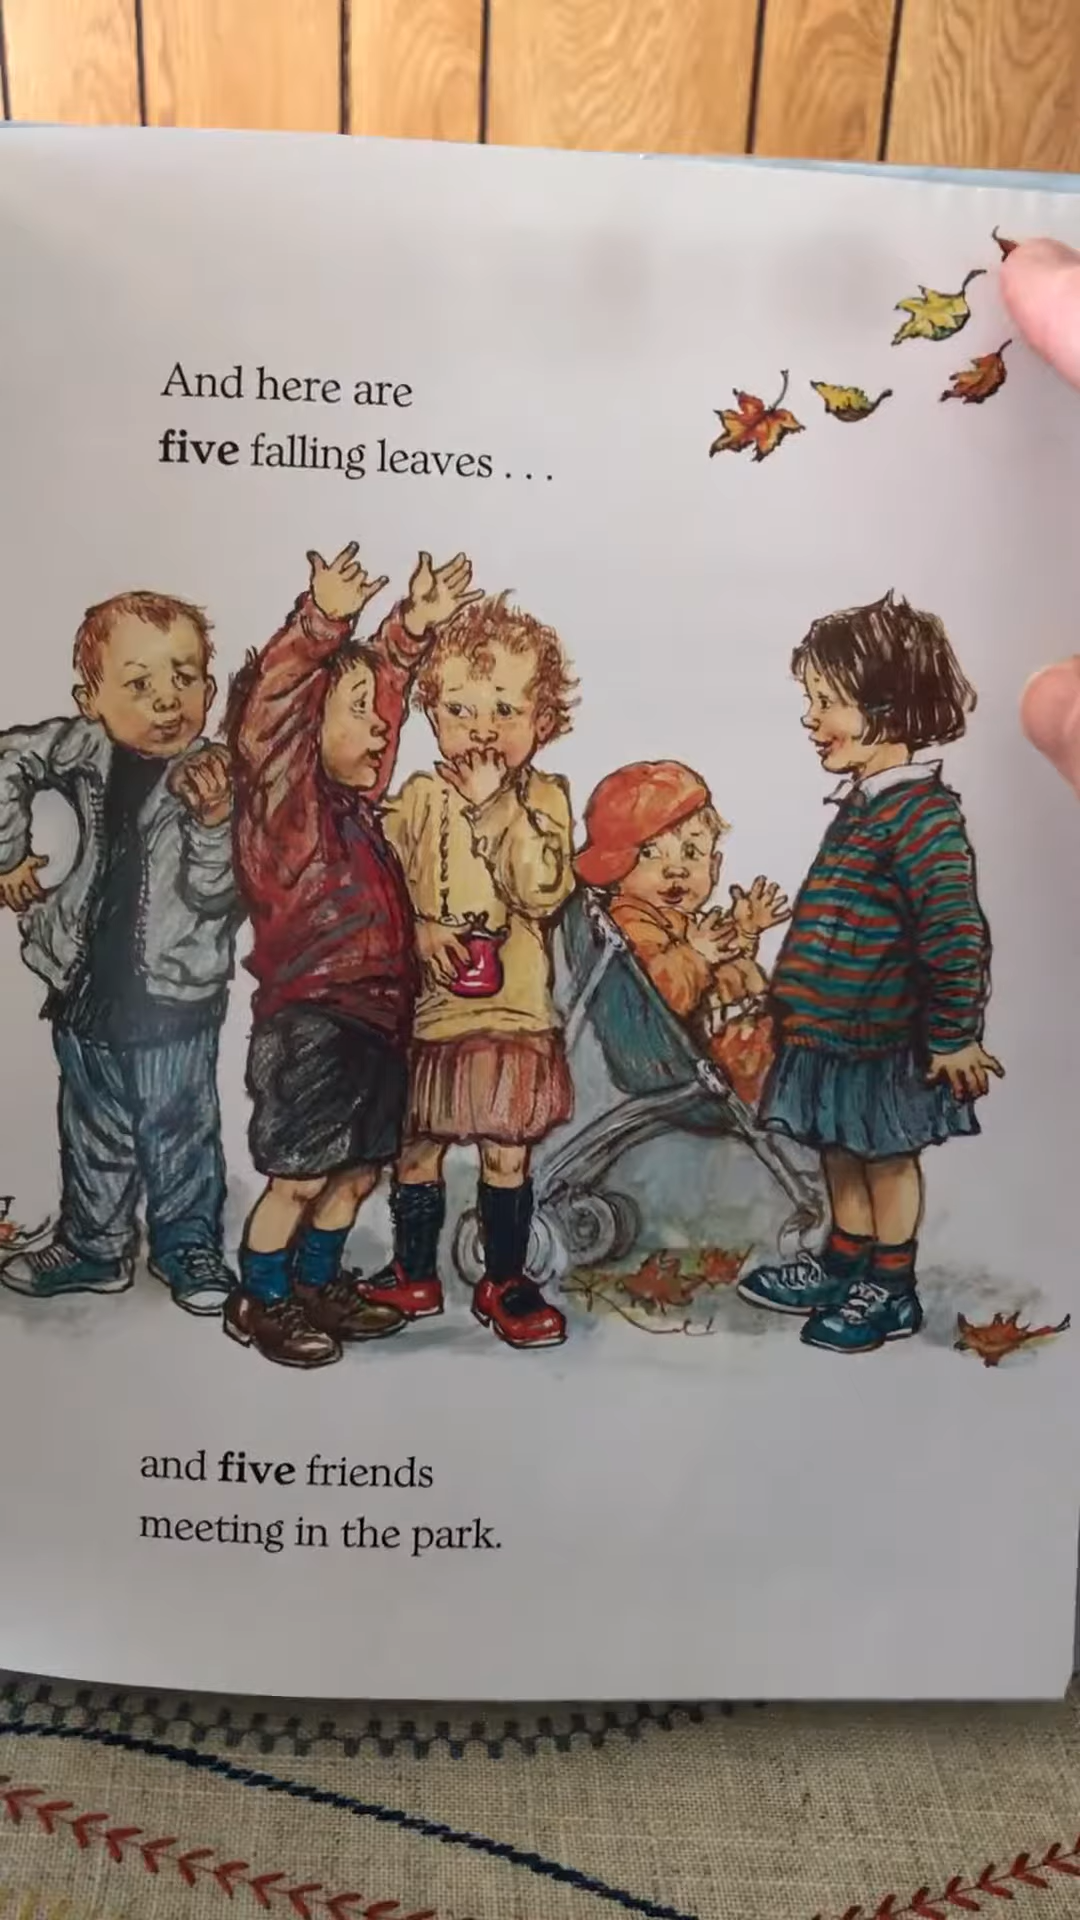 And here are
five falling leaves . . .
and five friends
meeting in the park.